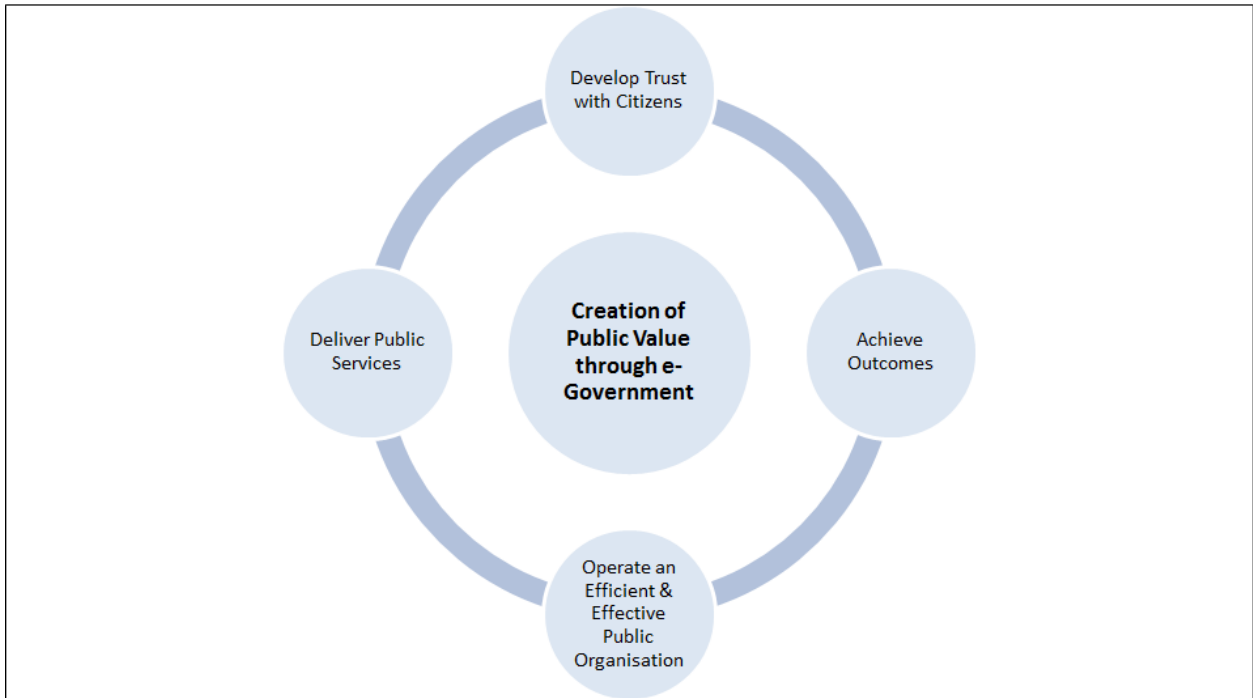 Develop Trust
with Citizens
Deliver Public
Services
Creation of
Public Value
through e-
Government
Achieve
Outcomes
Operate an
Efficient &
Effective
Public
Organisation